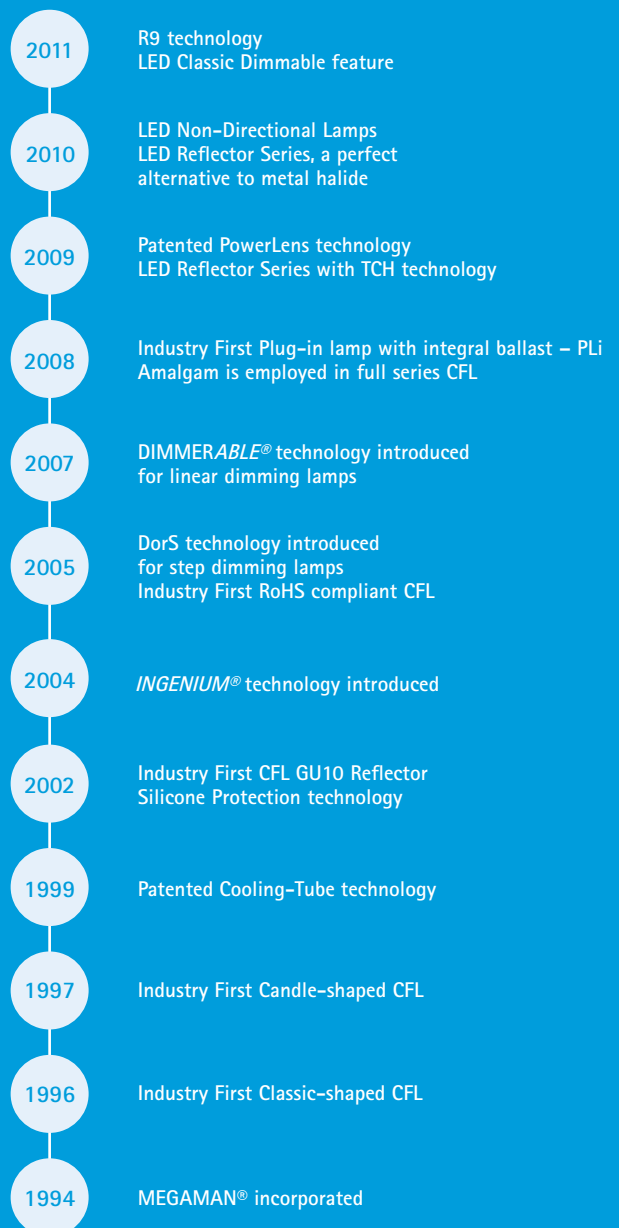 2011
R9 technology
LED Classic Dimmable feature
2010
LED Non-Directional Lamps
LED Reflector Series, a perfect
alternative to metal halide
2009
Patented PowerLens technology
LED Reflector Series with TCH technology
2008
Industry First Plug-in lamp with integral ballast – PLi
Amalgam is employed in full series CFL
2007
DIMMERABLE® technology introduced
for linear dimming lamps
2005
DorS technology introduced
for step dimming lamps
Industry First RoHS compliant CFL
2004
INGENIUM® technology introduced
2002
Industry First CFL GU10 Reflector
Silicone Protection technology
1999
Patented Cooling-Tube technology
1997
Industry First Candle-shaped CFL
1996
Industry First Classic-shaped CFL
1994
MEGAMAN® incorporated